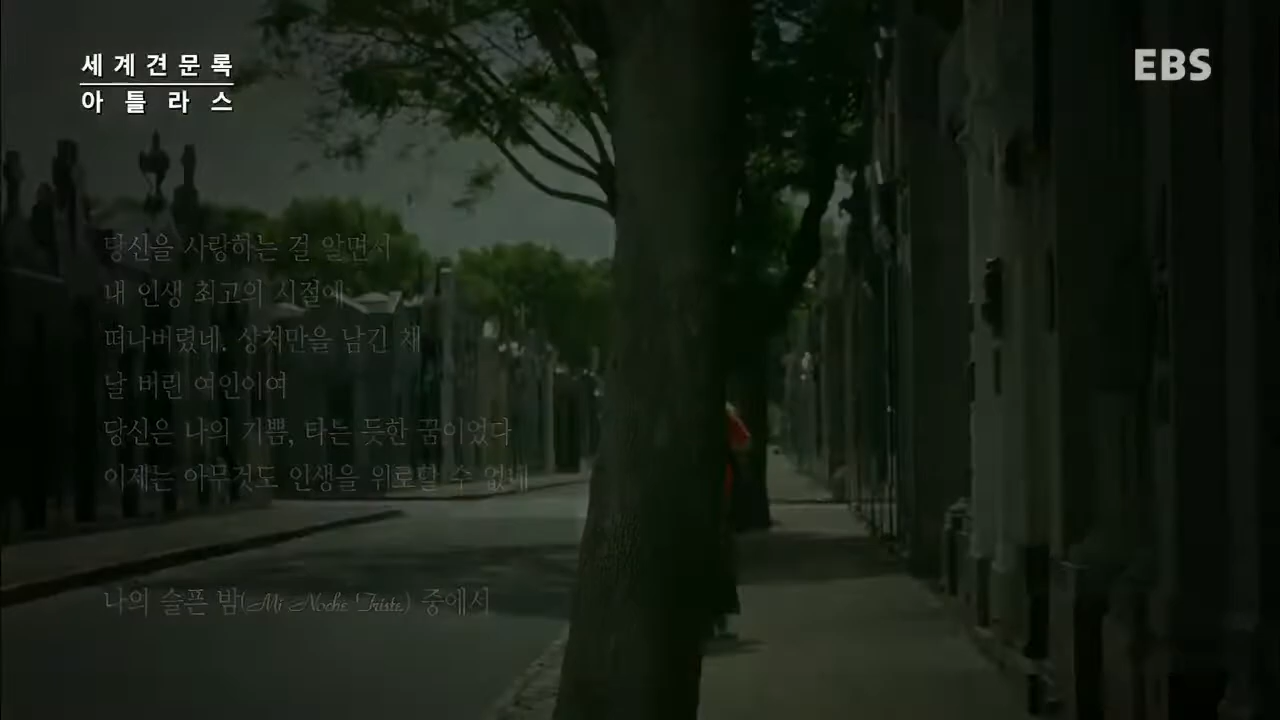 세계견문록
아틀라스
EBS
당신을 사랑하는 걸 알면서
내 인생 최고의 시절에
떠나버렸네. 상처만을 남긴 채
날 버린 여인이여
당신은 나의 기쁨, 타는 듯한 꿈이었다
이제는 아무것도 인생을 위로할 수 없네
나의 슬픈 밤(Mi Noche Triste) 중에서